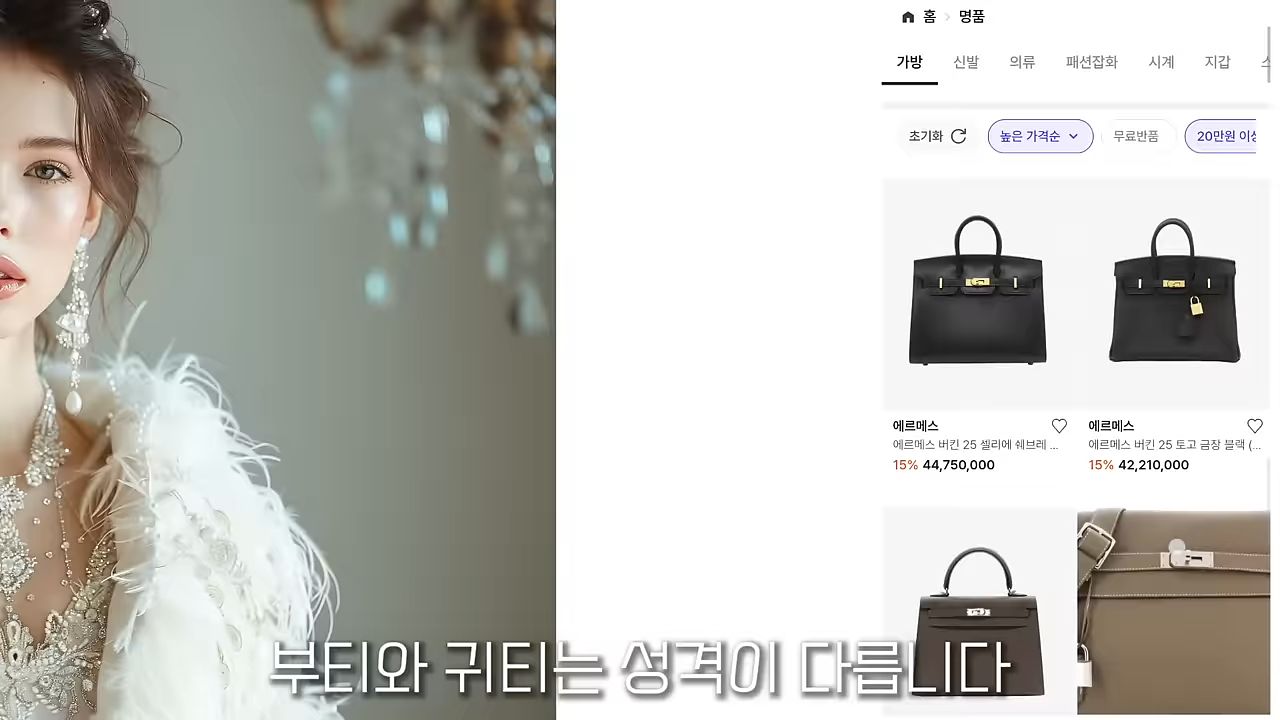 홈 > 명품
가방 신발 의류 패션잡화 시계 지갑
초기화 높은 가격순 무료반품 20만원 이상
에르메스
에르메스 버킨 25 셀리에 쉐브레 ...
15% 44,750,000
에르메스
에르메스 버킨 25 토고 금장 블랙 (...
15% 42,210,000
부티와 귀티는 성격이 다릅니다